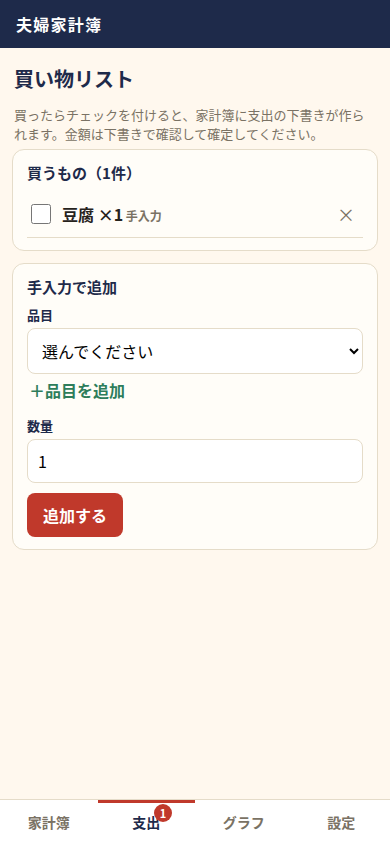 夫婦家計簿
買い物リスト
買ったらチェックを付けると、家計簿に支出の下書きが作ら
れます。金額は下書きで確認して確定してください。
買うもの（1件）
豆腐 ×1 手入力 ×
手入力で追加
品目
選んでください
＋品目を追加
数量
1
追加する
家計簿 支出 1 グラフ 設定